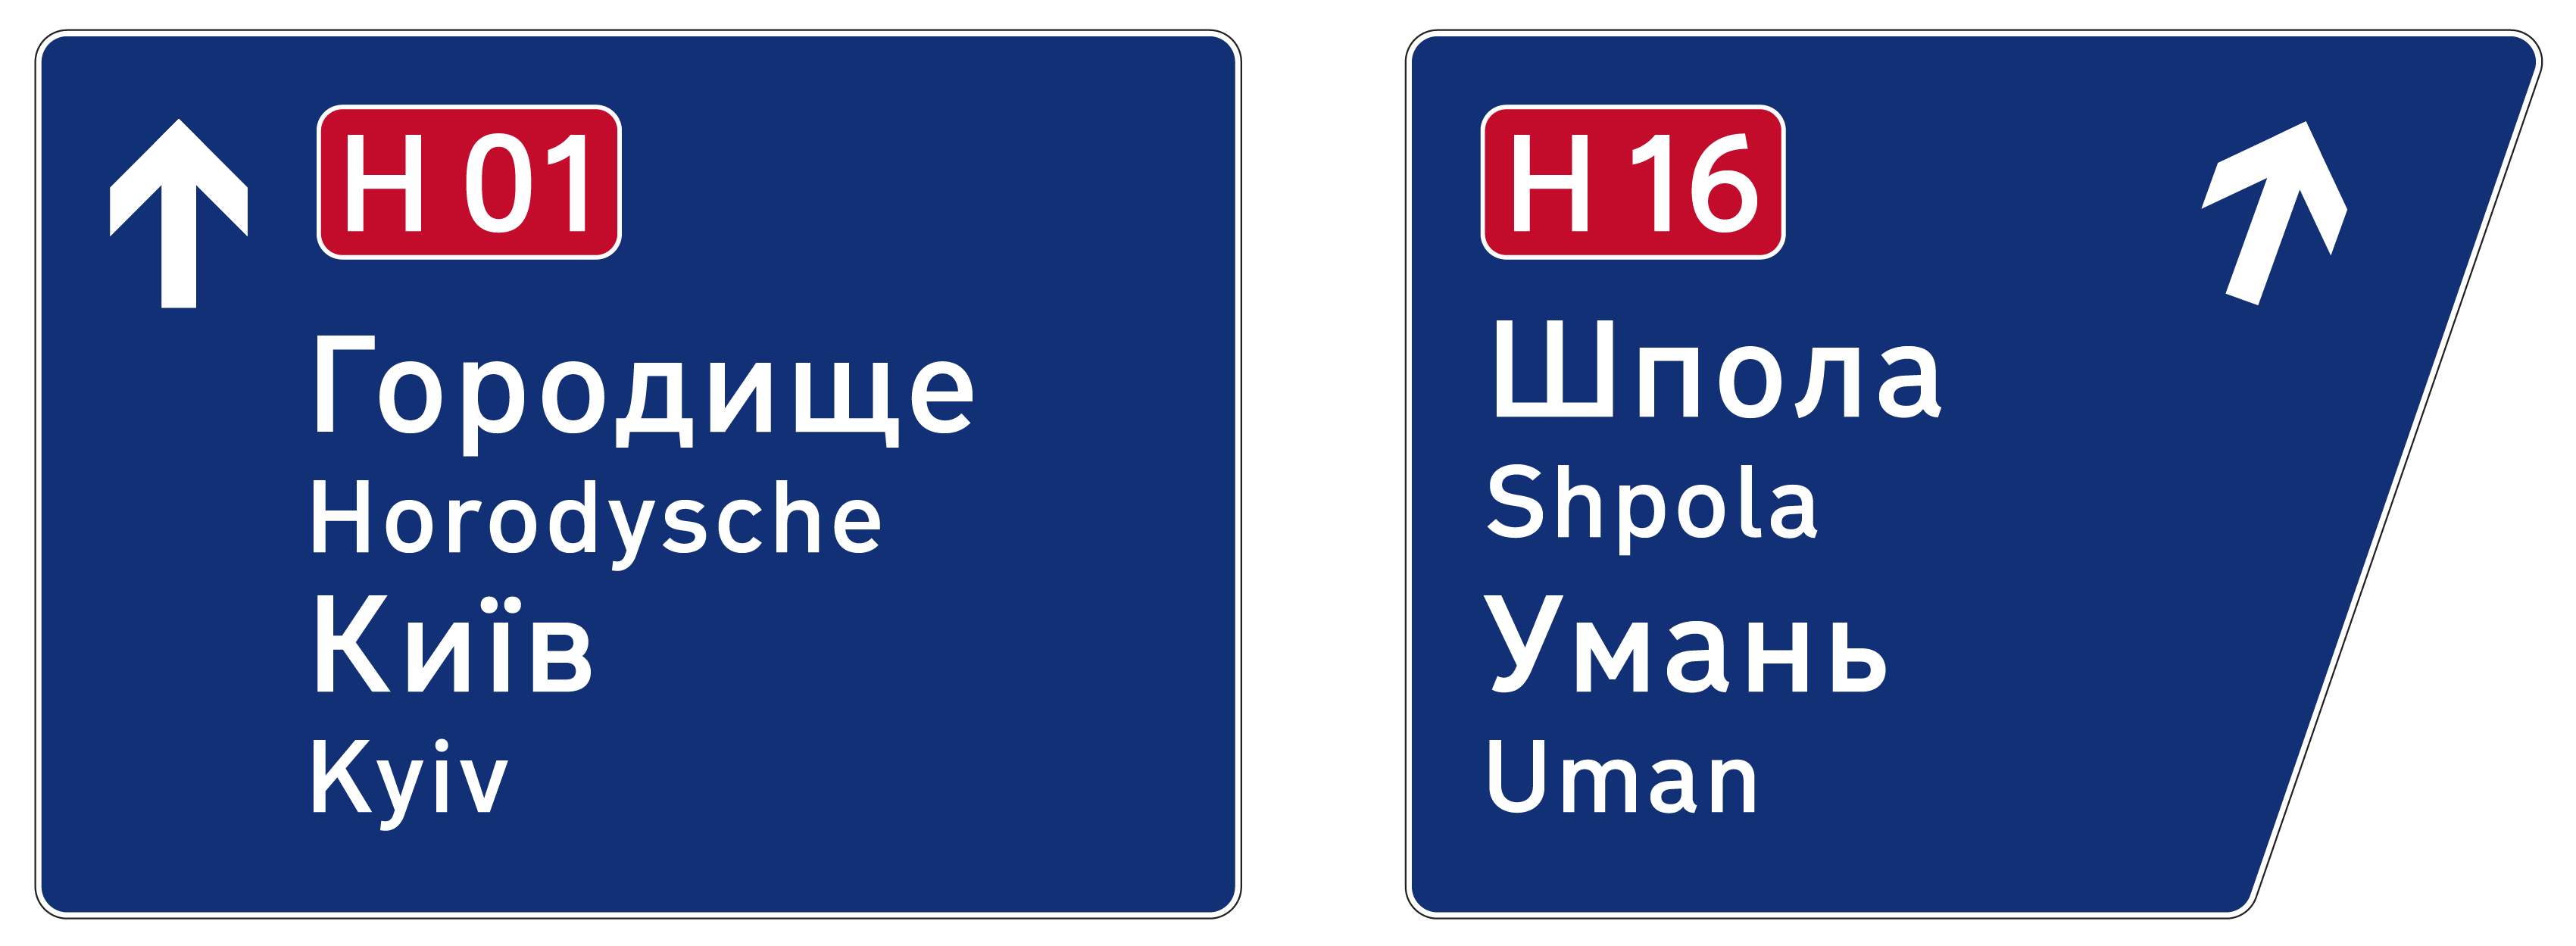 Н 01
Городище
Horodysche
Київ
Kyiv
Н 16
Шпола
Shpola
Умань
Uman